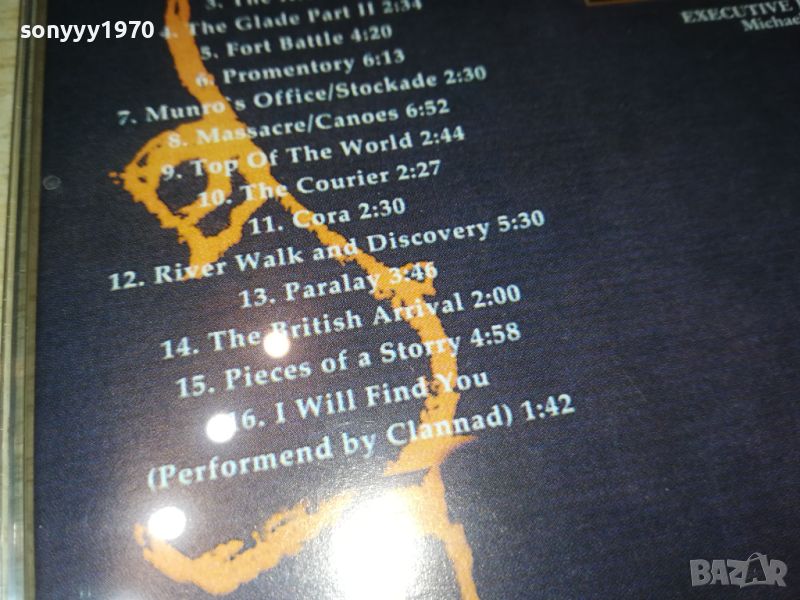 sonyyy1970
EXECUTIVE
Michael
3. The
4. The Glade Part II 2:34
5. Fort Battle 4:20
6. Promentory 6:13
7. Munro`s Office/Stockade 2:30
8. Massacre/Canoes 6:52
9. Top Of The World 2:44
10. The Courier 2:27
11. Cora 2:30
12. River Walk and Discovery 5:30
13. Paralay 3:46
14. The British Arrival 2:00
15. Pieces of a Storry 4:58
16. I Will Find You
(Performend by Clannad) 1:42
BAZAR